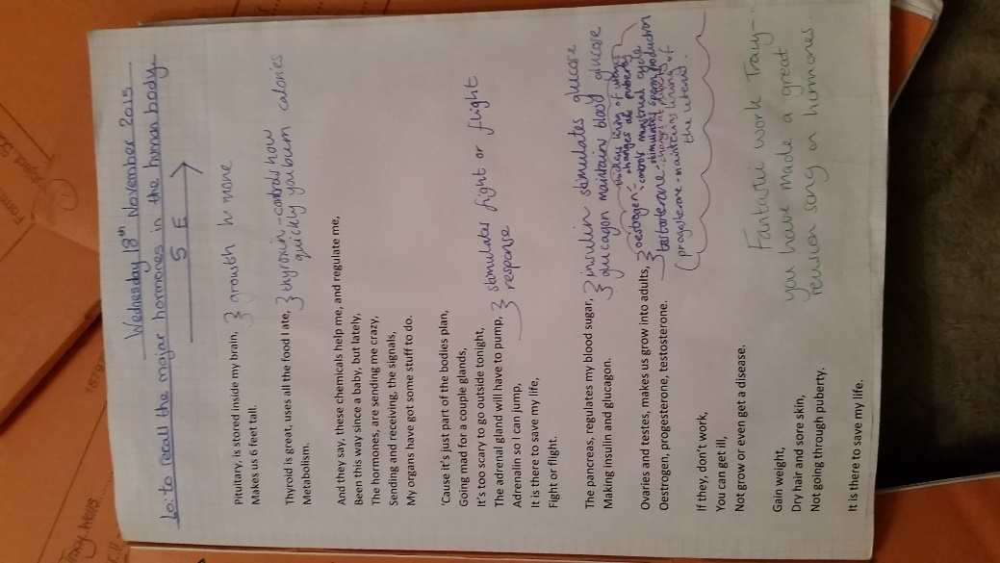 Wednesday 18th November 2015
Lo: to recall the major hormones in the human body
S E
Pituitary, is stored inside my brain,
growth hrmone
Makes us 6 feet tall.
Thyroid is great, uses all the food I ate,
thyroxin - controls how
quickly you burn calories
Metabolism.
And they say, these chemicals help me, and regulate me,
Been this way since a baby, but lately,
The hormones, are sending me crazy,
Sending and receiving, the signals,
My organs have got some stuff to do.
'Cause it's just part of the bodies plan,
Going mad for a couple glands,
It's too scary to go outside tonight,
The adrenal gland will have to pump,
stimulates fight or flight
response
Adrenalin so I can jump,
It is there to save my life,
Fight or flight.
The pancreas, regulates my blood sugar,
insulin stimulates glucose
glucagon maintains blood glucose
Making insulin and glucagon.
Ovaries and testes, makes us grow into adults,
thickens lining of uterus
changes at puberty
oestrogen - controls menstrual cycle
stimulates sperm production
testosterone - changes at puberty
progesterone - maintains lining of
the uterus.
Oestrogen, progesterone, testosterone.
If they, don't work,
You can get ill,
Not grow or even get a disease.
Gain weight,
Dry hair and sore skin,
Not going through puberty,
It is there to save my life.
Fantastic work Tracy -
you have made a great
revision song on hormones.
Tracy Wells
1879